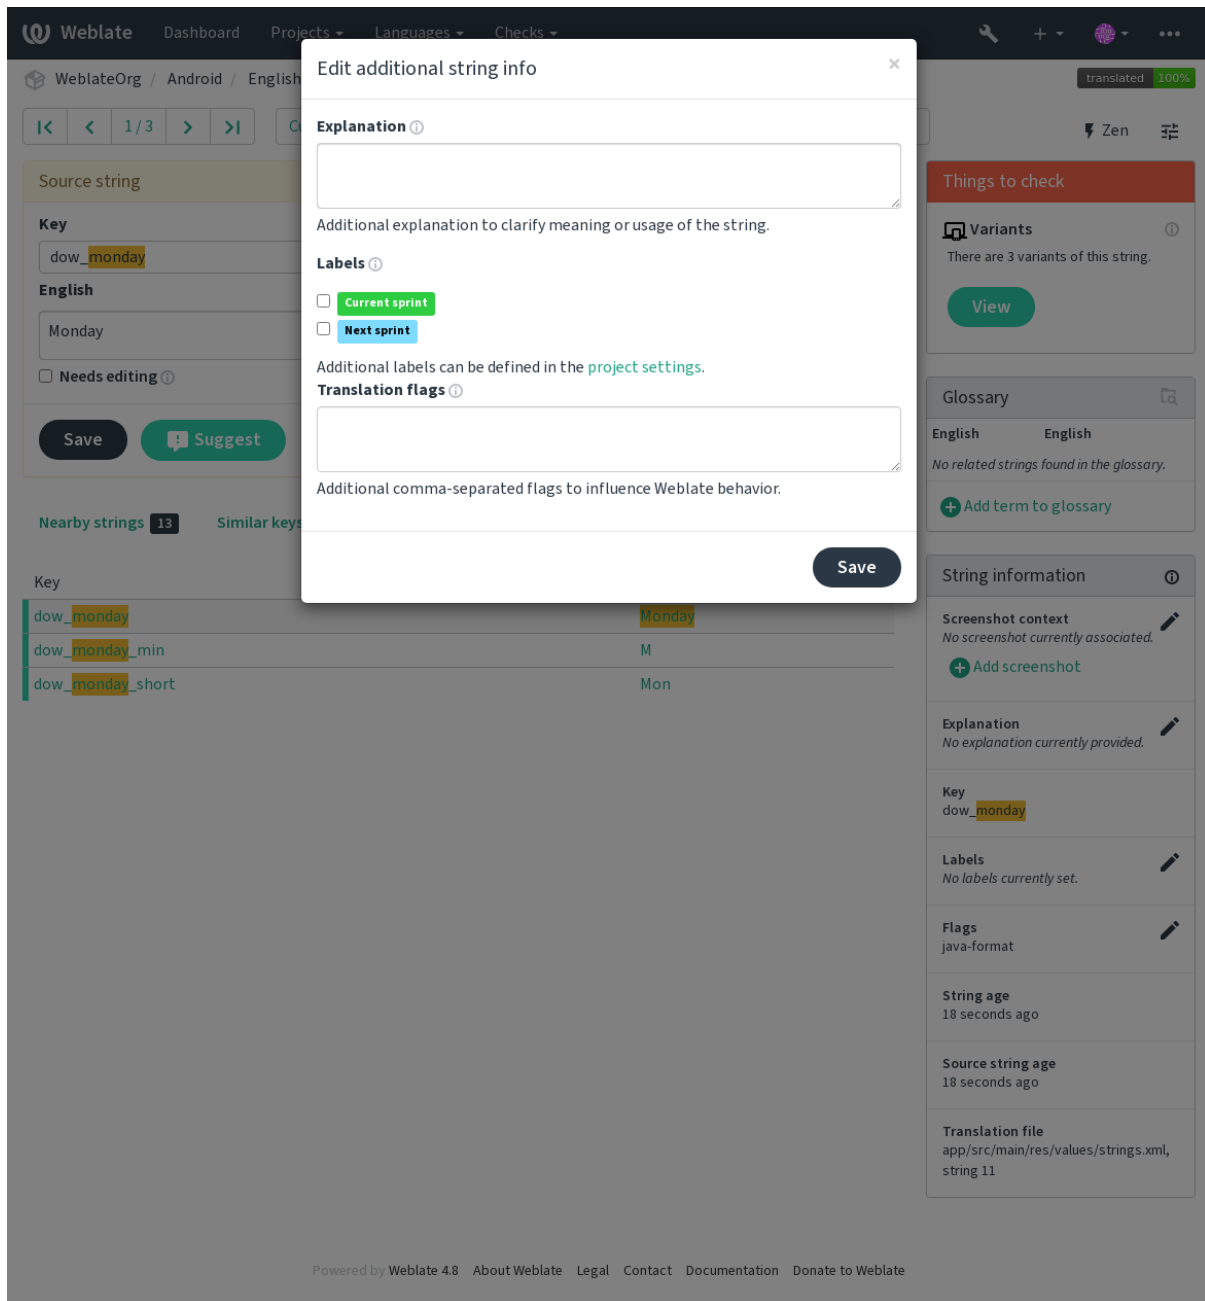 Weblate Dashboard Projects Languages Checks
WeblateOrg / Android / English
translated 100%
1 / 3
Zen
Edit additional string info
×
Explanation
Additional explanation to clarify meaning or usage of the string.
Labels
Current sprint
Next sprint
Additional labels can be defined in the project settings.
Translation flags
Additional comma-separated flags to influence Weblate behavior.
Save
Source string
Key
dow_monday
English
Monday
Needs editing
Save
Suggest
Nearby strings 13
Similar keys
Key
dow_monday Monday
dow_monday_min M
dow_monday_short Mon
Things to check
Variants
There are 3 variants of this string.
View
Glossary
English English
No related strings found in the glossary.
Add term to glossary
String information
Screenshot context
No screenshot currently associated.
Add screenshot
Explanation
No explanation currently provided.
Key
dow_monday
Labels
No labels currently set.
Flags
java-format
String age
18 seconds ago
Source string age
18 seconds ago
Translation file
app/src/main/res/values/strings.xml,
string 11
Powered by Weblate 4.8 About Weblate Legal Contact Documentation Donate to Weblate